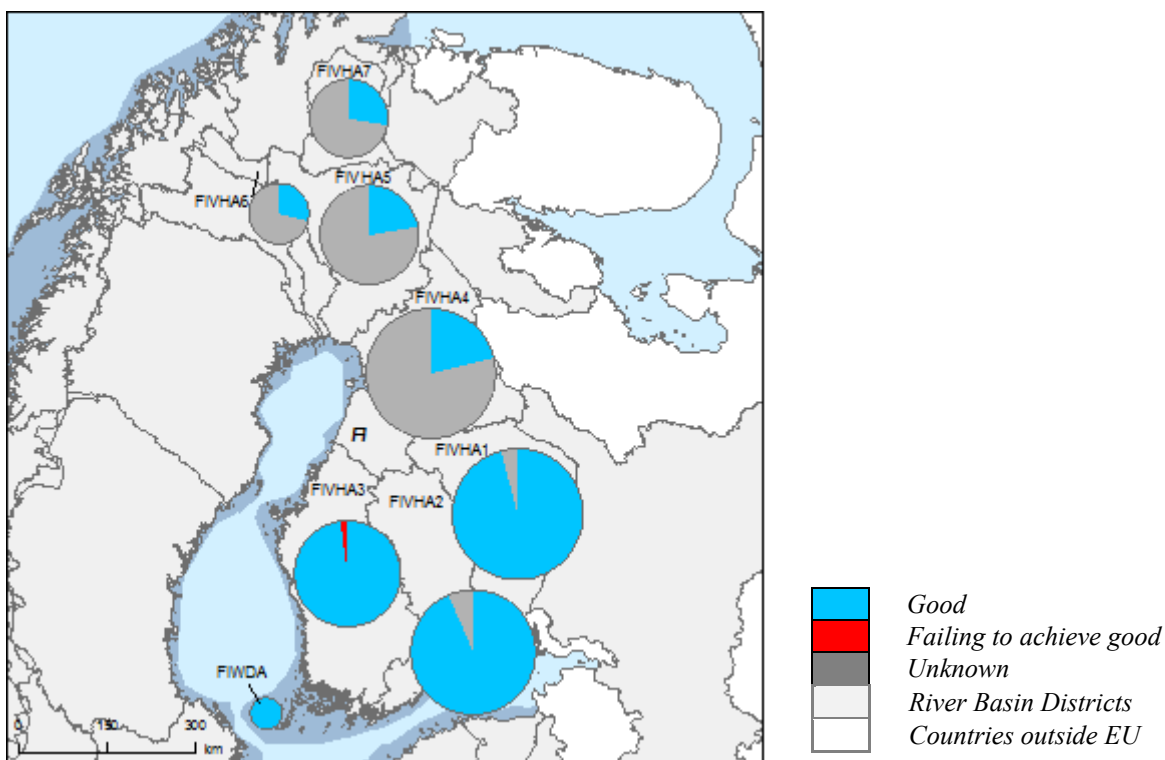 FIVHA7
FIVHA6
FIVHA5
FIVHA4
FI
FIVHA1
FIVHA3
FIVHA2
FIWDA
0 150 300
km
Good
Failing to achieve good
Unknown
River Basin Districts
Countries outside EU